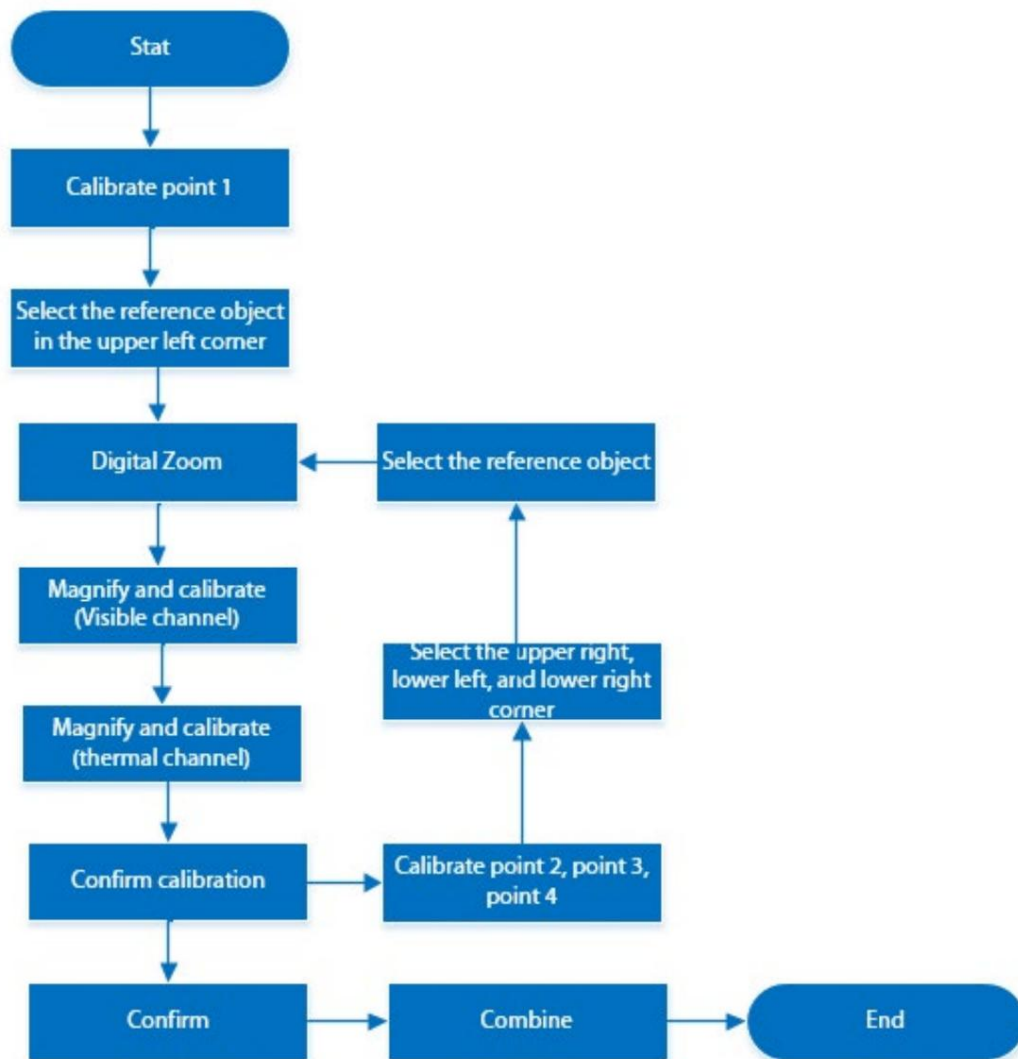 Stat
Calibrate point 1
Select the reference object
in the upper left corner
Digital Zoom
Select the reference object
Magnify and calibrate
(Visible channel)
Select the upper right,
lower left, and lower right
corner
Magnify and calibrate
(thermal channel)
Confirm calibration
Calibrate point 2, point 3,
point 4
Confirm
Combine
End